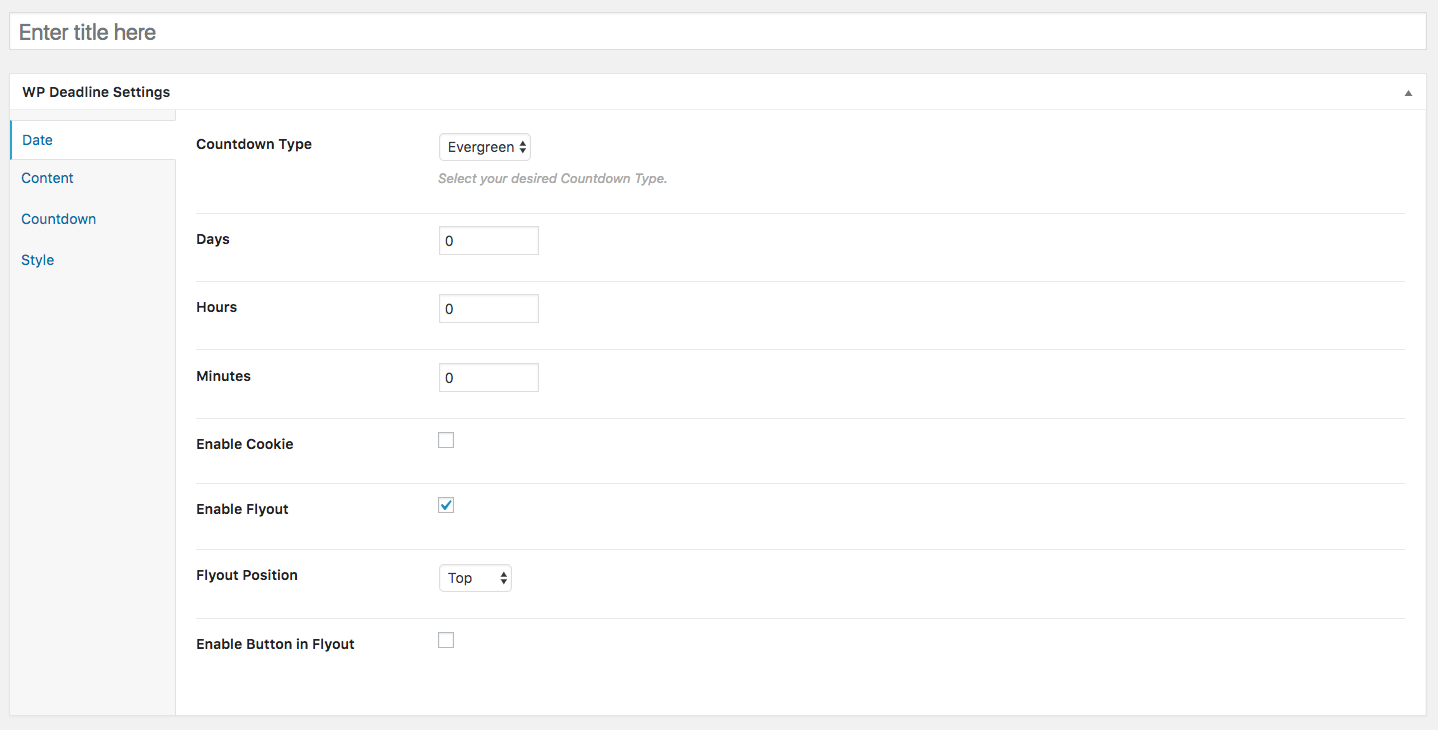 Enter title here
WP Deadline Settings
Date
Content
Countdown
Style
Countdown Type
Evergreen
Select your desired Countdown Type.
Days
0
Hours
0
Minutes
0
Enable Cookie
Enable Flyout
Flyout Position
Top
Enable Button in Flyout